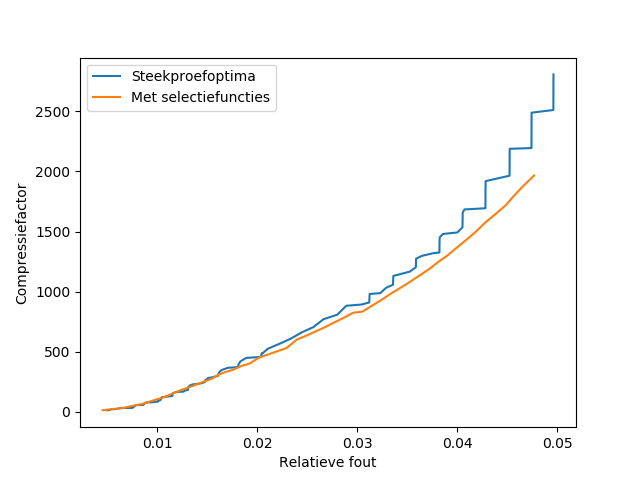 Steekproefoptima
Met selectiefuncties
2500
2000
1500
1000
500
0
Compressiefactor
0.01 0.02 0.03 0.04 0.05
Relatieve fout